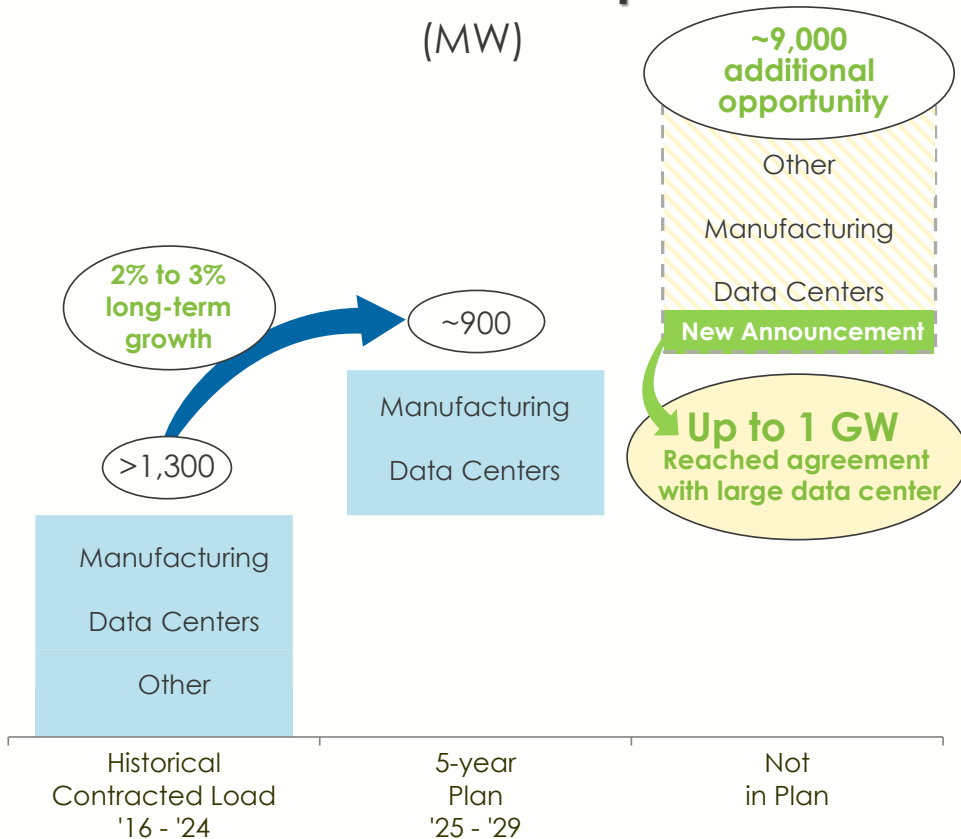 (MW)
~9,000
additional
opportunity
Other
Manufacturing
Data Centers
New Announcement
Up to 1 GW
Reached agreement
with large data center
2% to 3%
long-term
growth
~900
Manufacturing
Data Centers
>1,300
Manufacturing
Data Centers
Other
Historical
Contracted Load
'16 - '24
5-year
Plan
'25 - '29
Not
in Plan